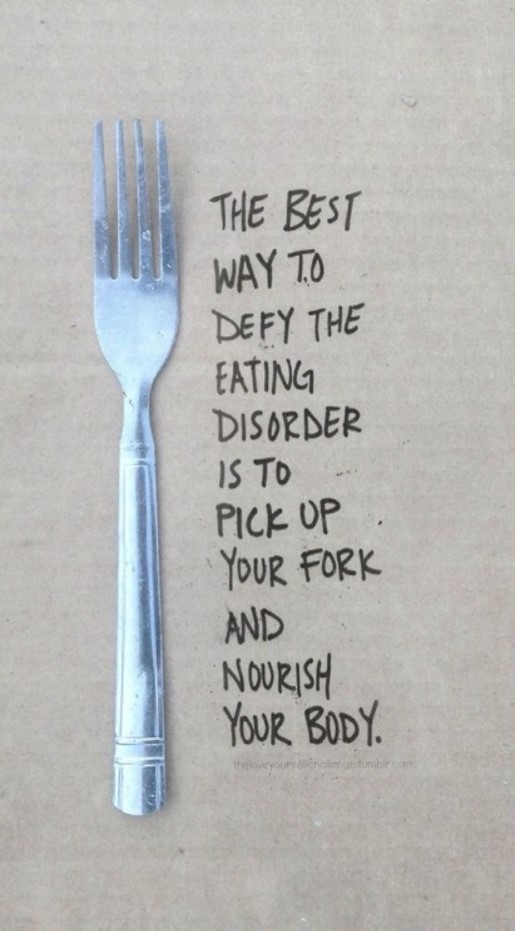 THE BEST
WAY TO
DEFY THE
EATING
DISORDER
IS TO
PICK UP
YOUR FORK
AND
NOURISH
YOUR BODY.